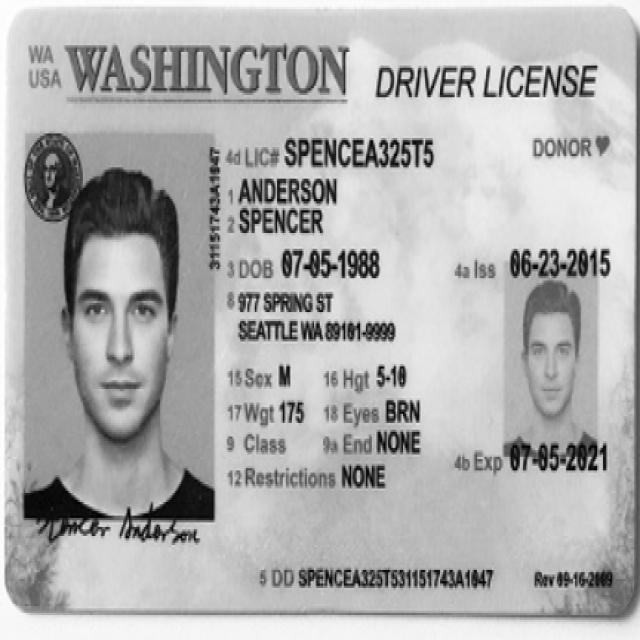 WA
USA
WASHINGTON
DRIVER LICENSE
DONOR
4d LIC# SPENCEA325T5
1 ANDERSON
2 SPENCER
3 DOB 07-05-1988
4a Iss 06-23-2015
8 977 SPRING ST
SEATTLE WA 89101-9999
15 Sex M 16 Hgt 5-10
17 Wgt 175 18 Eyes BRN
9 Class 9a End NONE
12 Restrictions NONE
4b Exp 07-05-2021
31151743A1047
Spencer Anderson
5 DD SPENCEA325T531151743A1047
Rev 09-16-2009